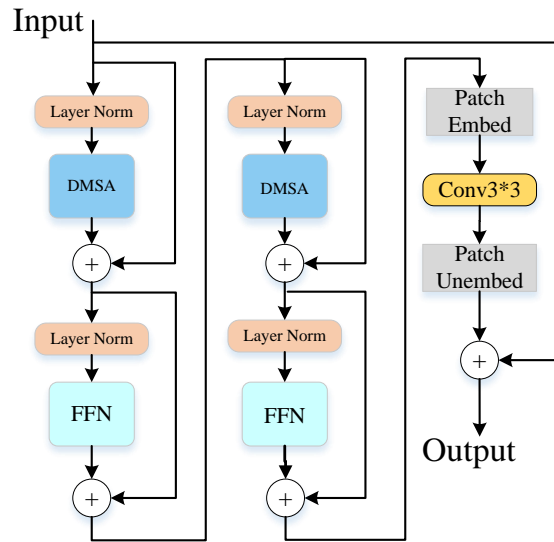 Input
Layer Norm
DMSA
+
Layer Norm
FFN
+
Layer Norm
DMSA
+
Layer Norm
FFN
+
Patch
Embed
Conv3*3
Patch
Unembed
+
Output